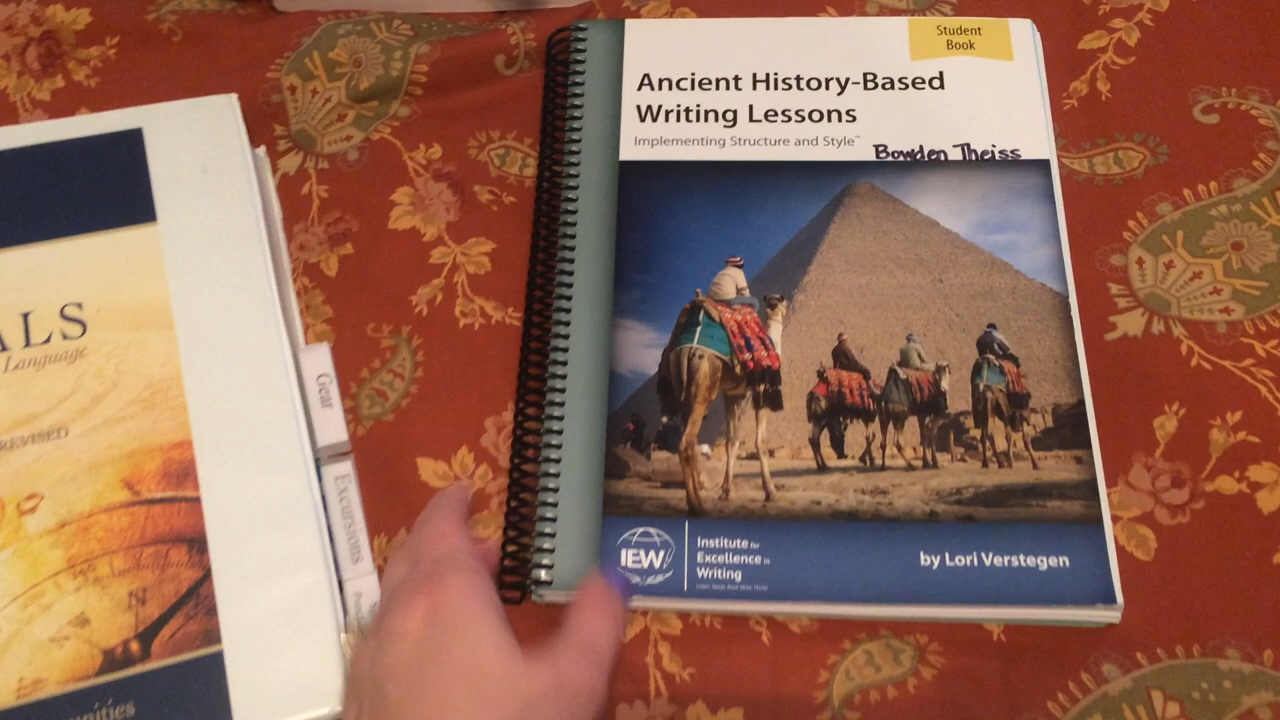 ALS
Language
REVISED
Gear
Excursions
Student
Book
Ancient History-Based
Writing Lessons
Implementing Structure and Style™
Bowden Theiss
IEW
Institute for
Excellence in
Writing
by Lori Verstegen